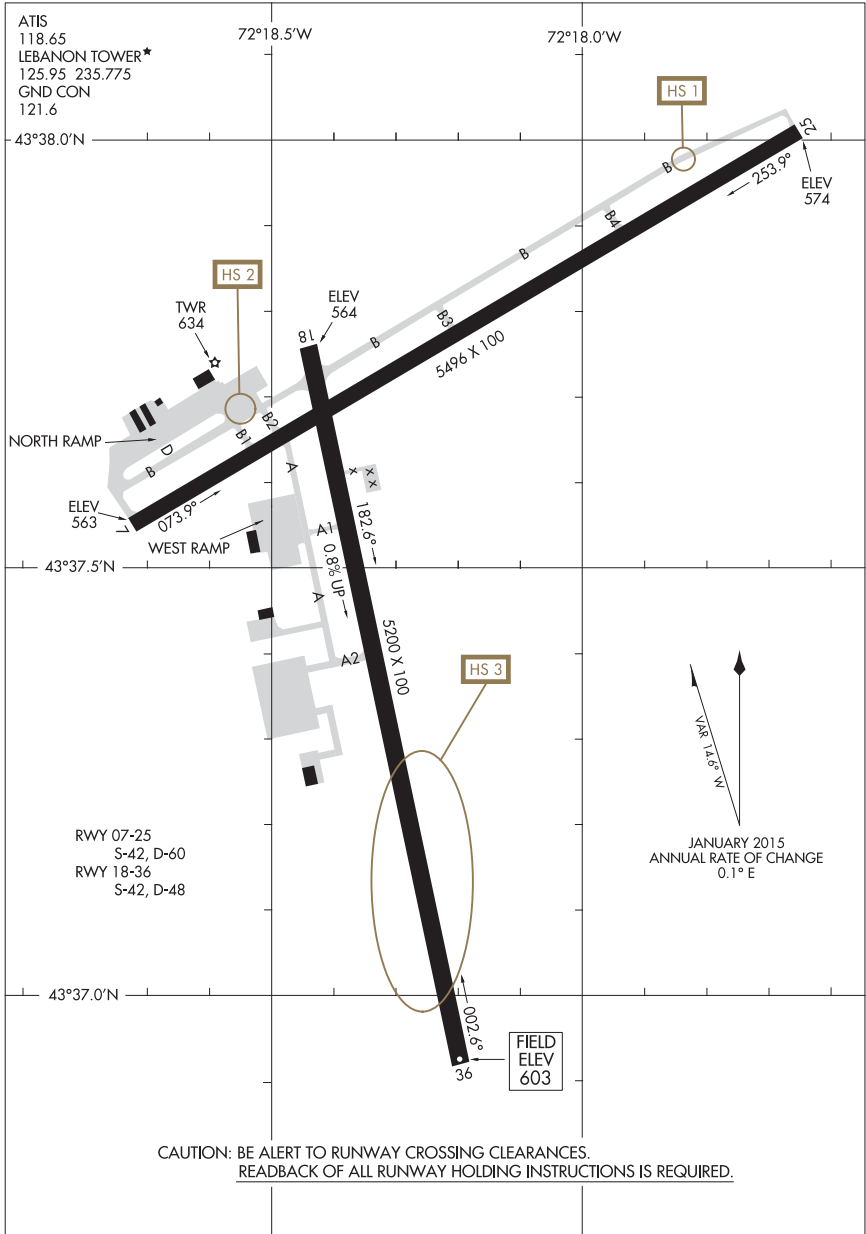 ATIS
118.65
LEBANON TOWER★
125.95 235.775
GND CON
121.6
72°18.5'W
72°18.0'W
HS 1
43°38.0'N
25
B
253.9°
ELEV
574
B4
B
HS 2
ELEV
564
TWR
634
18
B3
B
5496 X 100
B2
B1
NORTH RAMP
D
B
A
x
x
x
ELEV
563
073.9°
7
182.6°
WEST RAMP
A1
0.8% UP
43°37.5'N
A
5200 X 100
A2
HS 3
VAR 14.6° W
RWY 07-25
S-42, D-60
RWY 18-36
S-42, D-48
JANUARY 2015
ANNUAL RATE OF CHANGE
0.1° E
43°37.0'N
002.6°
FIELD
ELEV
603
36
CAUTION: BE ALERT TO RUNWAY CROSSING CLEARANCES.
READBACK OF ALL RUNWAY HOLDING INSTRUCTIONS IS REQUIRED.